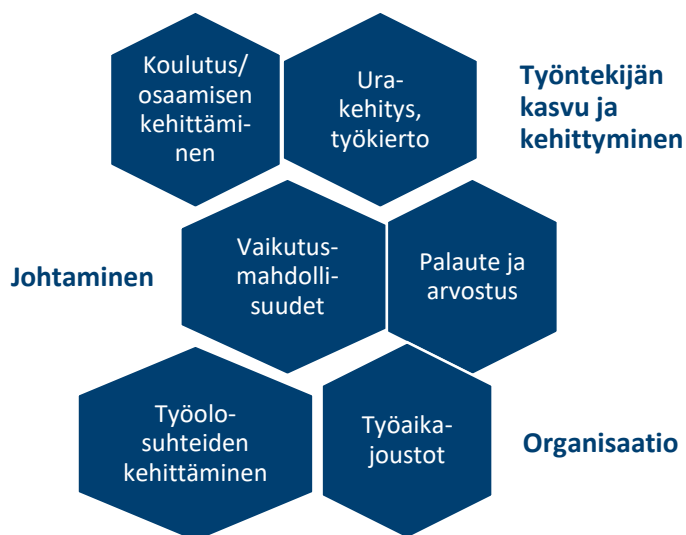 Koulutus/
osaamisen
kehittämi-
nen
Ura-
kehitys,
työkierto
Työntekijän
kasvu ja
kehittyminen
Johtaminen
Vaikutus-
mahdolli-
suudet
Palaute ja
arvostus
Työolo-
suhteiden
kehittäminen
Työaika-
joustot
Organisaatio